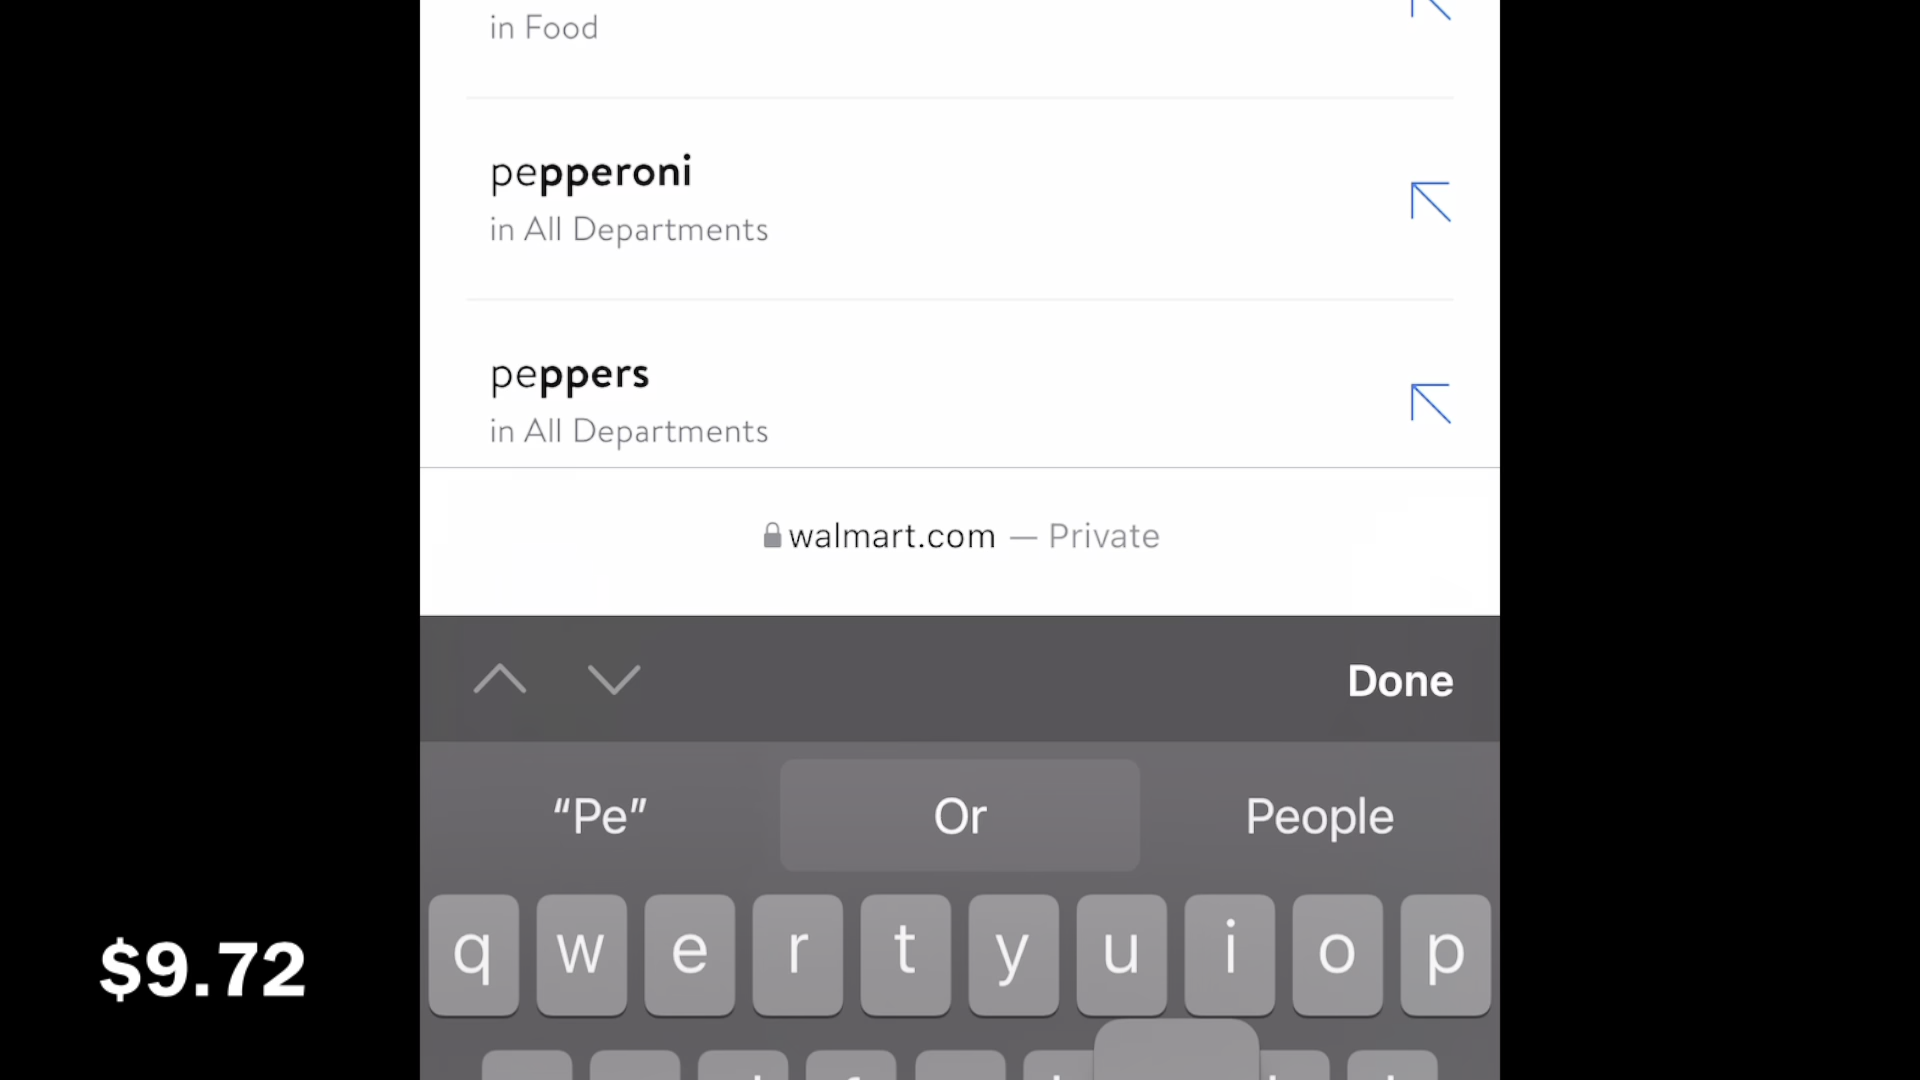 in Food
pepperoni
in All Departments
peppers
in All Departments
walmart.com — Private
Done
“Pe” Or People
q w e r t y u i o p
$9.72